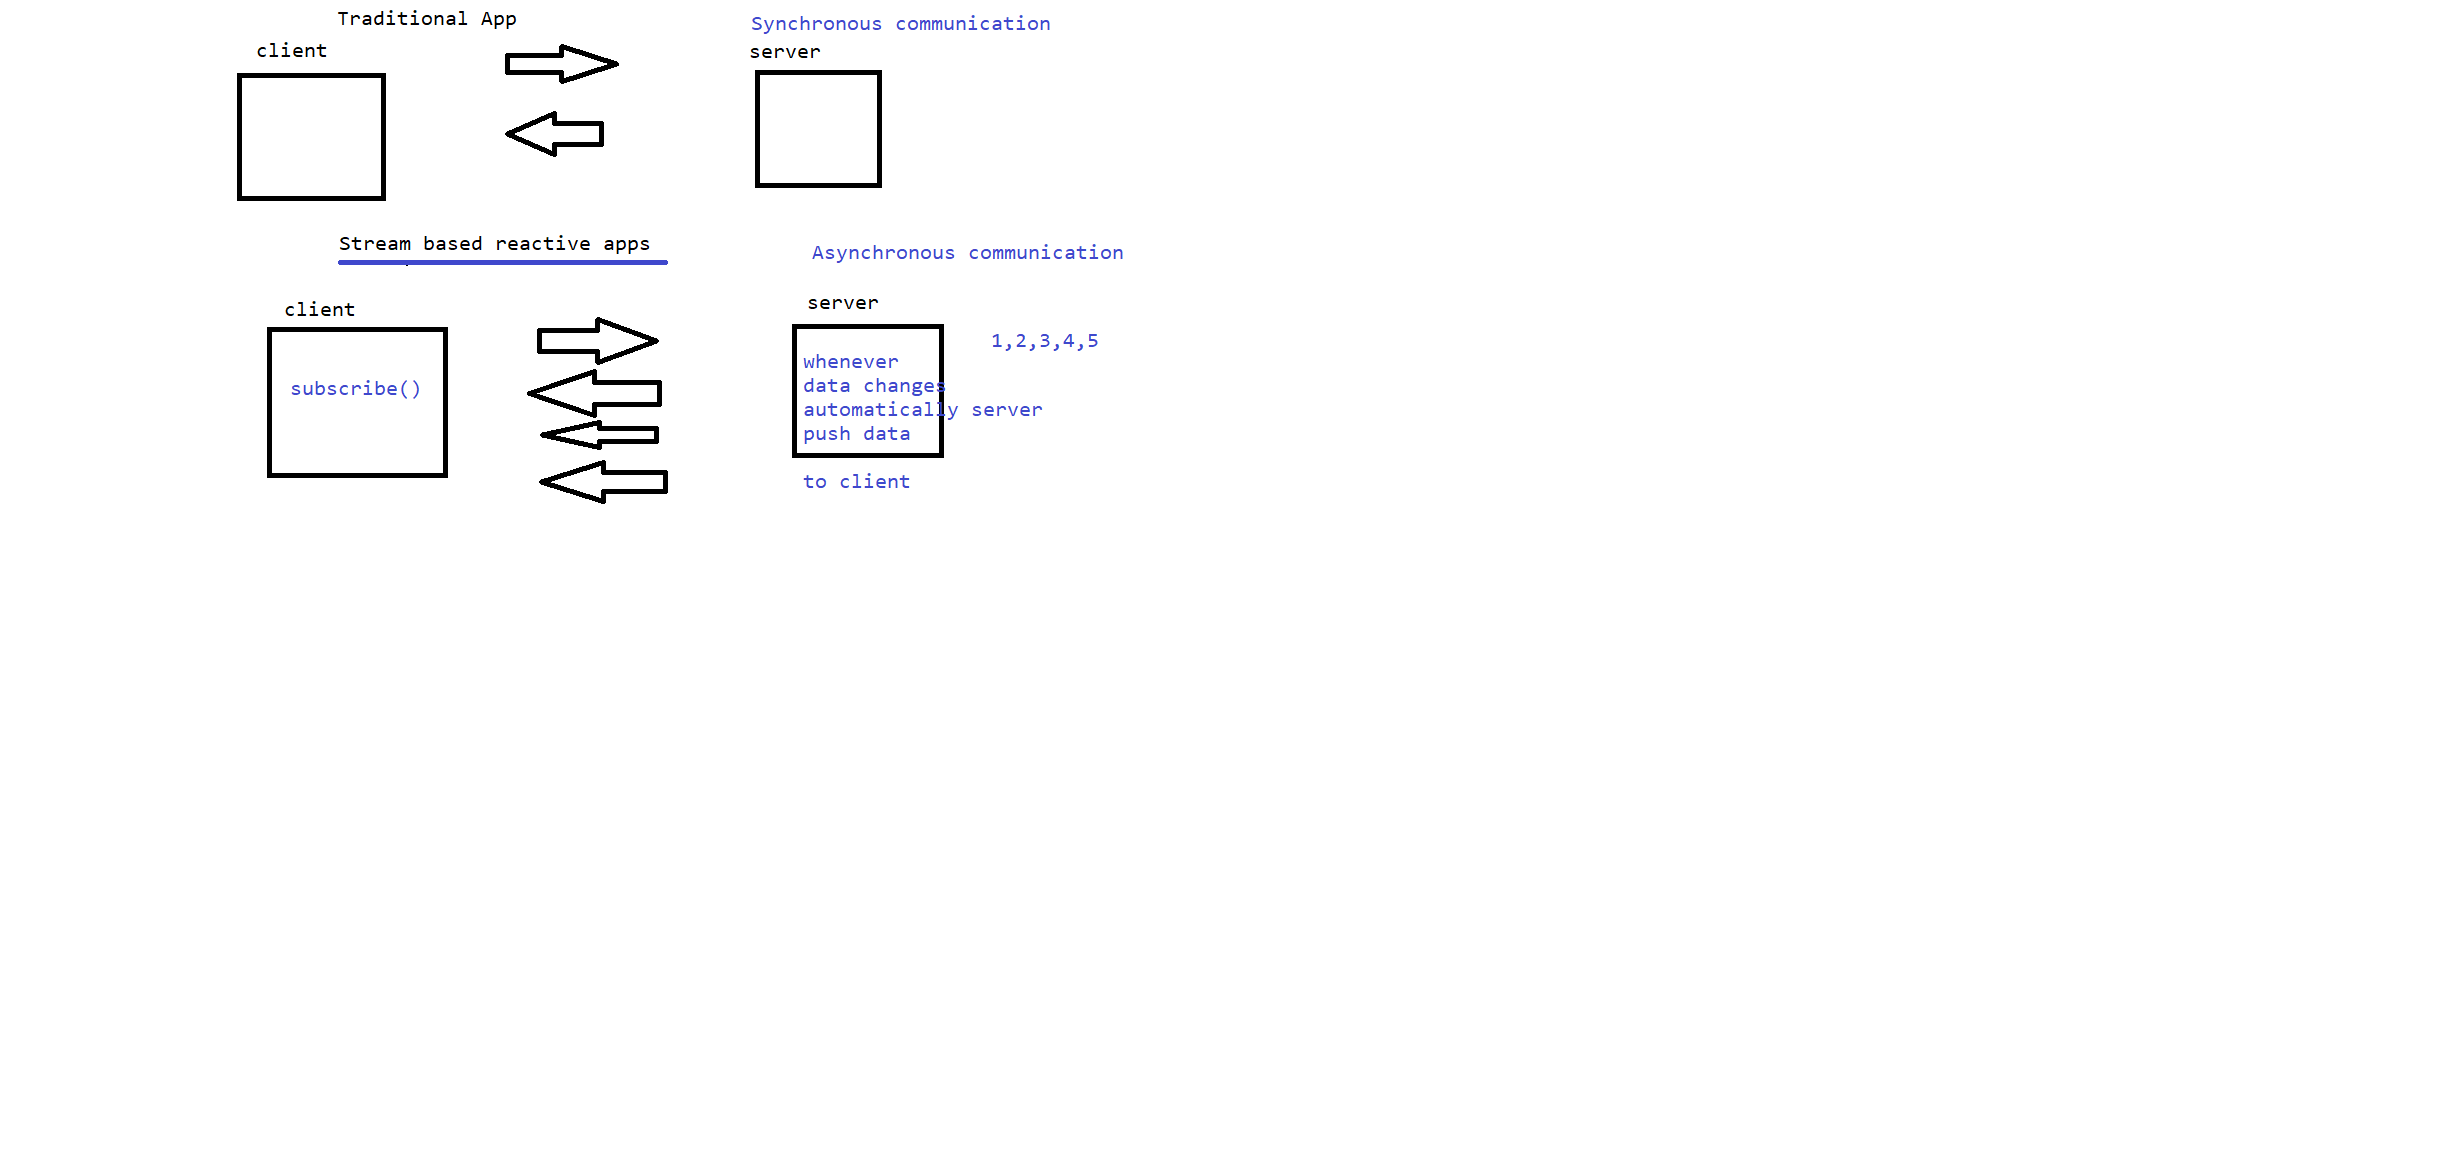 Traditional App
Synchronous communication
client
server
Stream based reactive apps
Asynchronous communication
client
server
1,2,3,4,5
subscribe()
whenever
data changes
automatically server
push data
to client